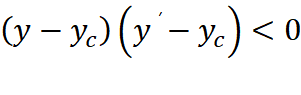 (y − y_c)(y′ − y_c) < 0